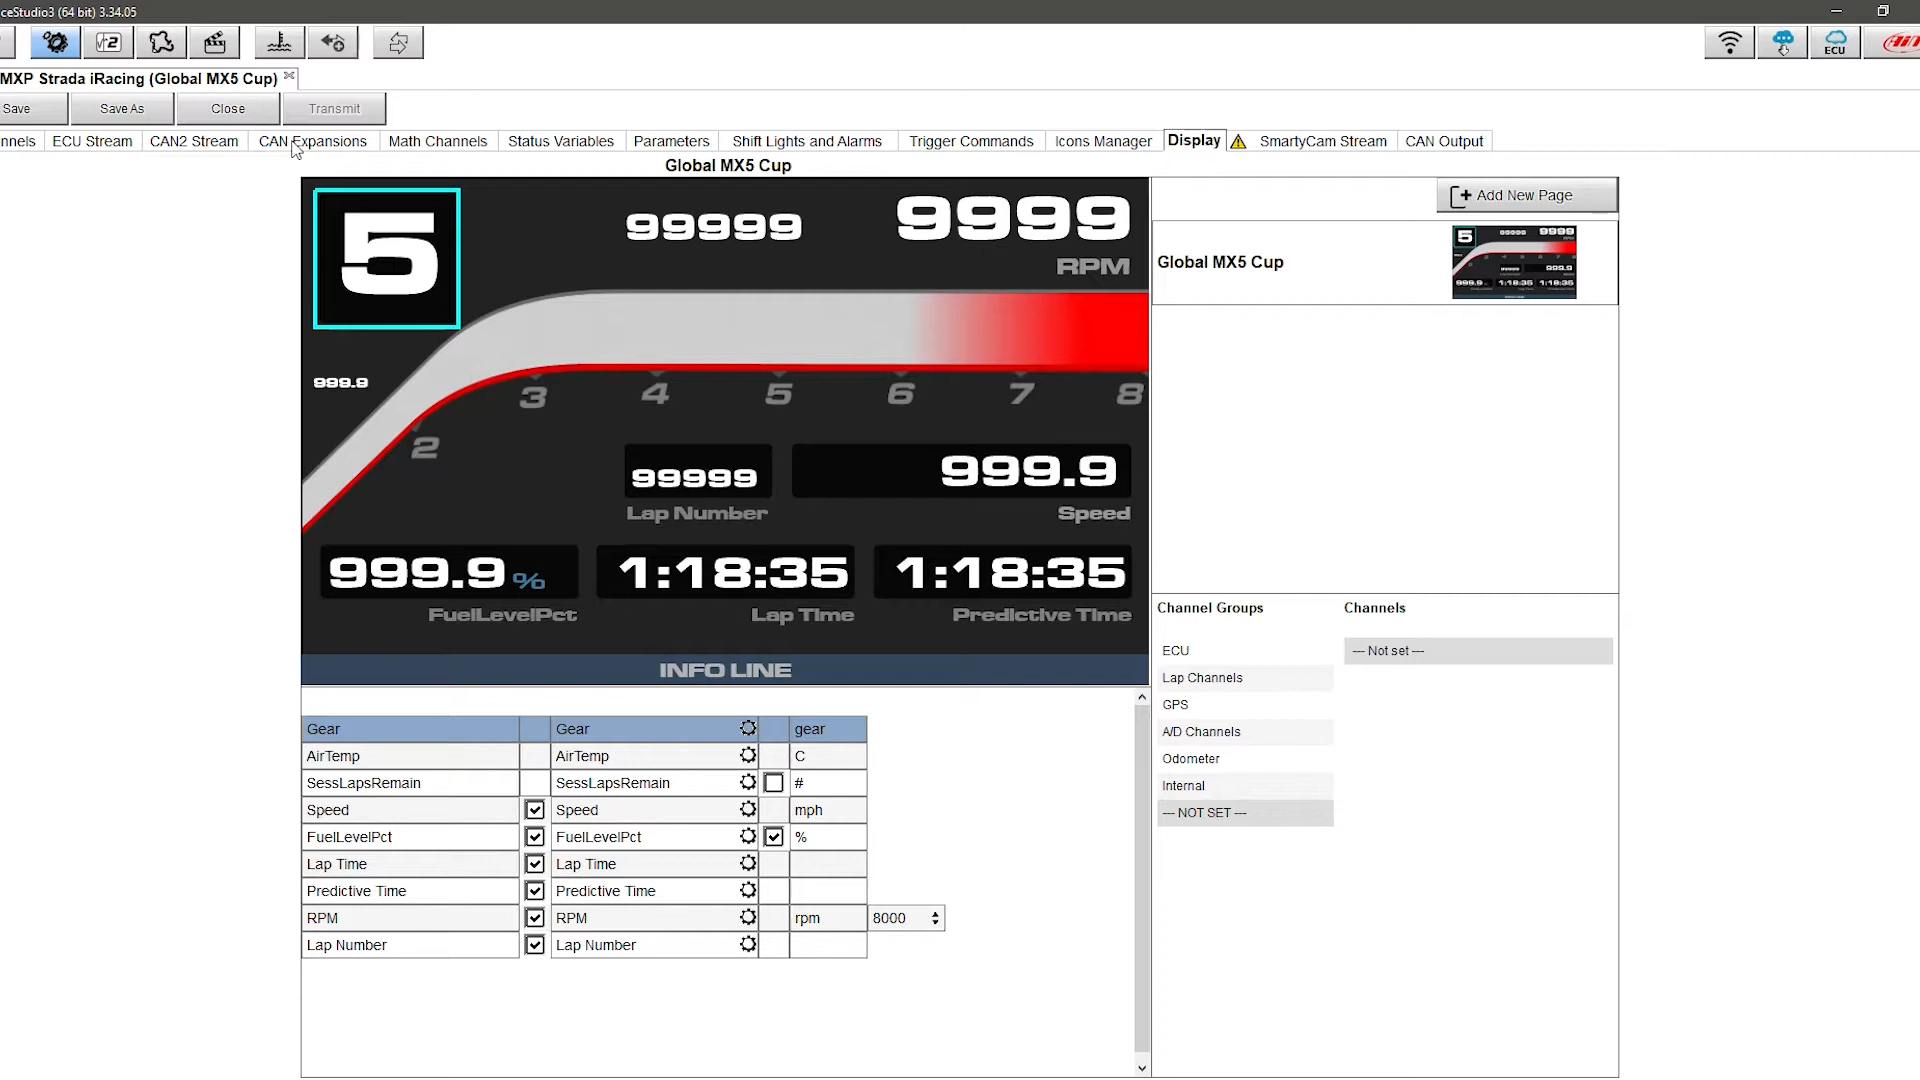 ceStudio3 (64 bit) 3.34.05
√2
ECU
AiM
MXP Strada iRacing (Global MX5 Cup)
Save
Save As
Close
Transmit
nnels
ECU Stream
CAN2 Stream
CAN Expansions
Math Channels
Status Variables
Parameters
Shift Lights and Alarms
Trigger Commands
Icons Manager
Display
SmartyCam Stream
CAN Output
Global MX5 Cup
5
99999
9999
RPM
999.9
2
3
4
5
6
7
8
99999
Lap Number
999.9
Speed
999.9 %
FuelLevelPct
1:18:35
Lap Time
1:18:35
Predictive Time
INFO LINE
Add New Page
Global MX5 Cup
Channel Groups
ECU
Lap Channels
GPS
A/D Channels
Odometer
Internal
--- NOT SET ---
Channels
--- Not set ---
Gear Gear gear
AirTemp AirTemp C
SessLapsRemain SessLapsRemain #
Speed Speed mph
FuelLevelPct FuelLevelPct %
Lap Time Lap Time
Predictive Time Predictive Time
RPM RPM rpm 8000
Lap Number Lap Number